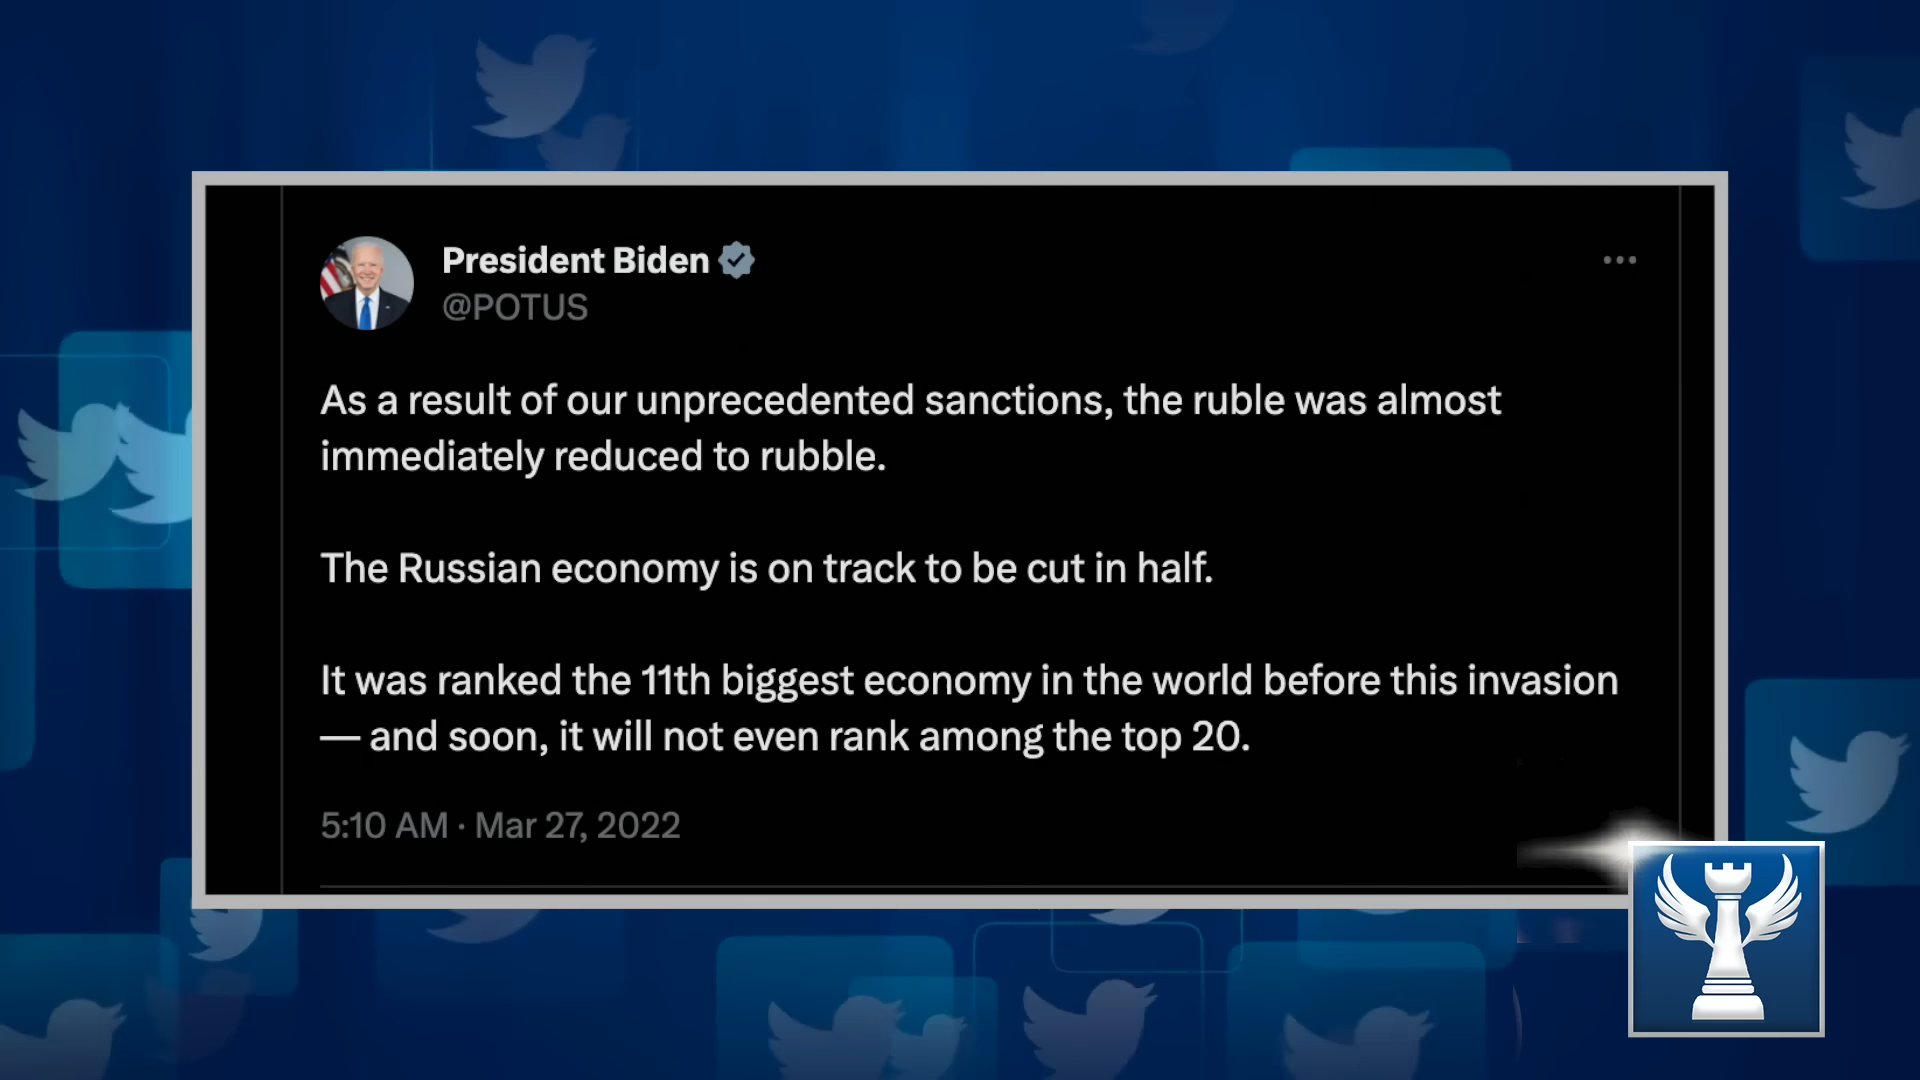 President Biden
@POTUS
As a result of our unprecedented sanctions, the ruble was almost
immediately reduced to rubble.
The Russian economy is on track to be cut in half.
It was ranked the 11th biggest economy in the world before this invasion
— and soon, it will not even rank among the top 20.
5:10 AM · Mar 27, 2022